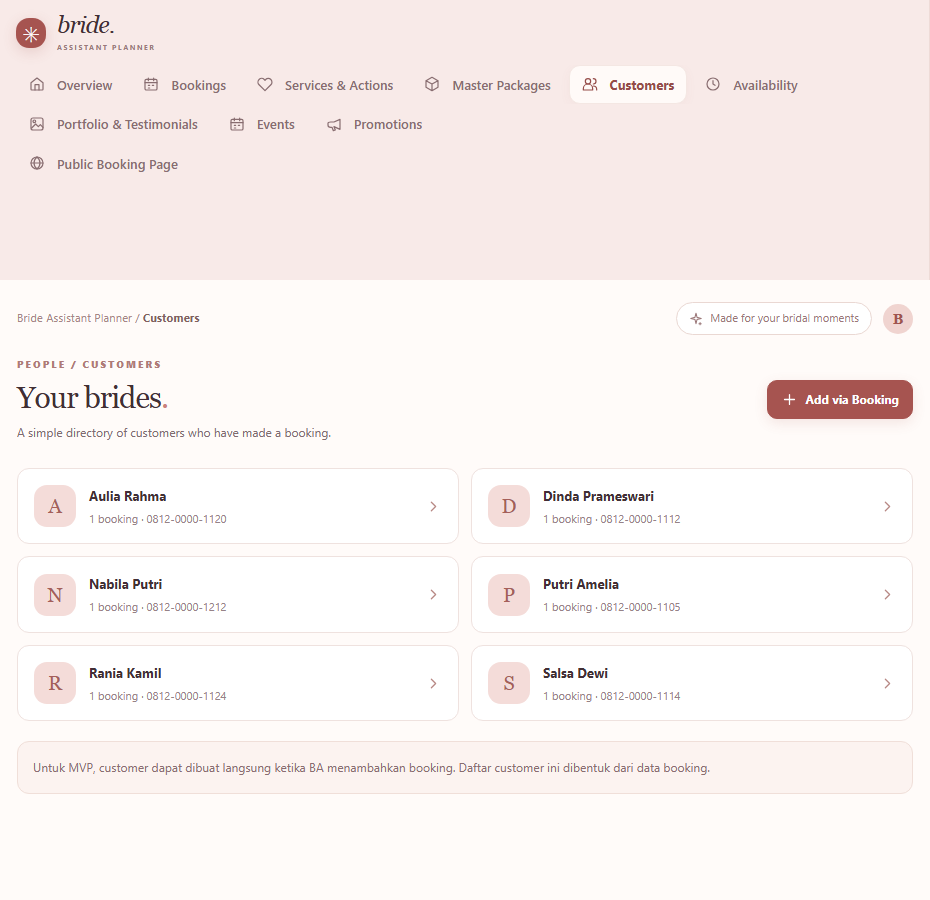 bride.
ASSISTANT PLANNER
Overview Bookings Services & Actions Master Packages Customers Availability
Portfolio & Testimonials Events Promotions
Public Booking Page
Bride Assistant Planner / Customers
Made for your bridal moments
B
PEOPLE / CUSTOMERS
Your brides.
Add via Booking
A simple directory of customers who have made a booking.
A
Aulia Rahma
1 booking · 0812-0000-1120
D
Dinda Prameswari
1 booking · 0812-0000-1112
N
Nabila Putri
1 booking · 0812-0000-1212
P
Putri Amelia
1 booking · 0812-0000-1105
R
Rania Kamil
1 booking · 0812-0000-1124
S
Salsa Dewi
1 booking · 0812-0000-1114
Untuk MVP, customer dapat dibuat langsung ketika BA menambahkan booking. Daftar customer ini dibentuk dari data booking.